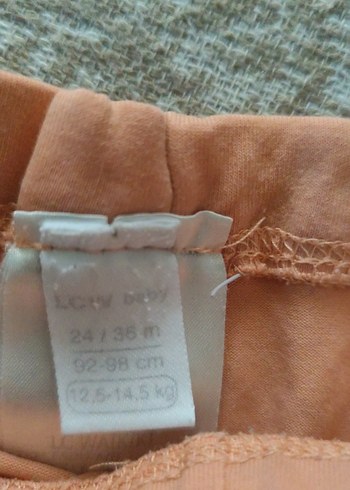 LCW baby
24 / 36 m
92-98 cm
12,5-14,5 kg